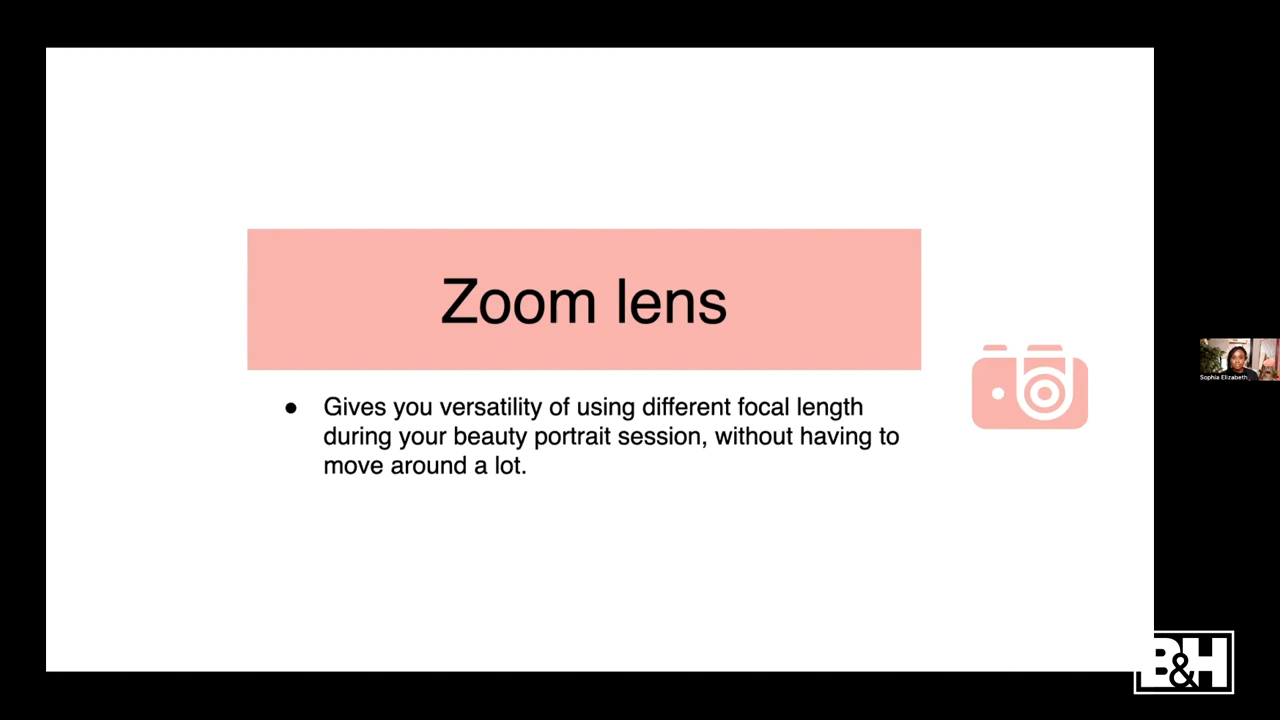 Zoom lens
● Gives you versatility of using different focal length
during your beauty portrait session, without having to
move around a lot.
Sophia Elizabeth
B&H